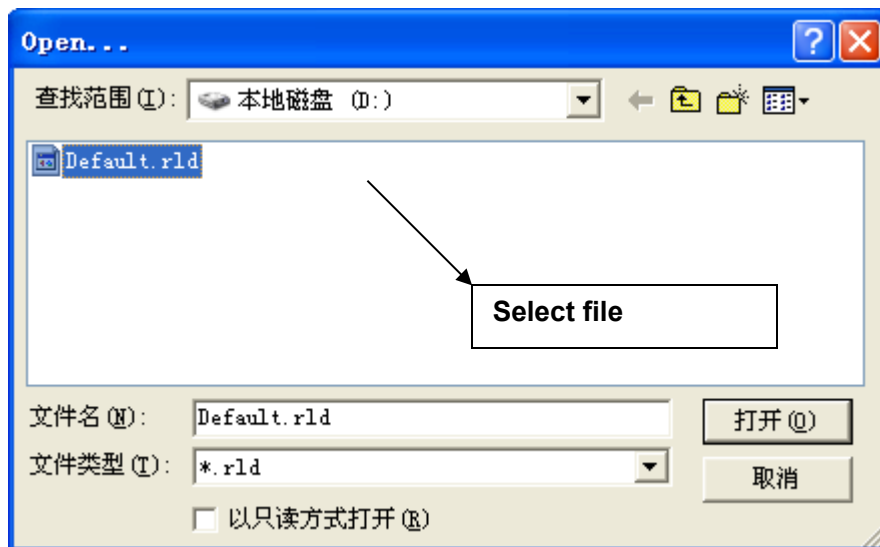 Open...
查找范围(I): 本地磁盘 (D:)
Default.rld
Select file
文件名(N): Default.rld 打开(O)
文件类型(T): *.rld 取消
以只读方式打开(R)